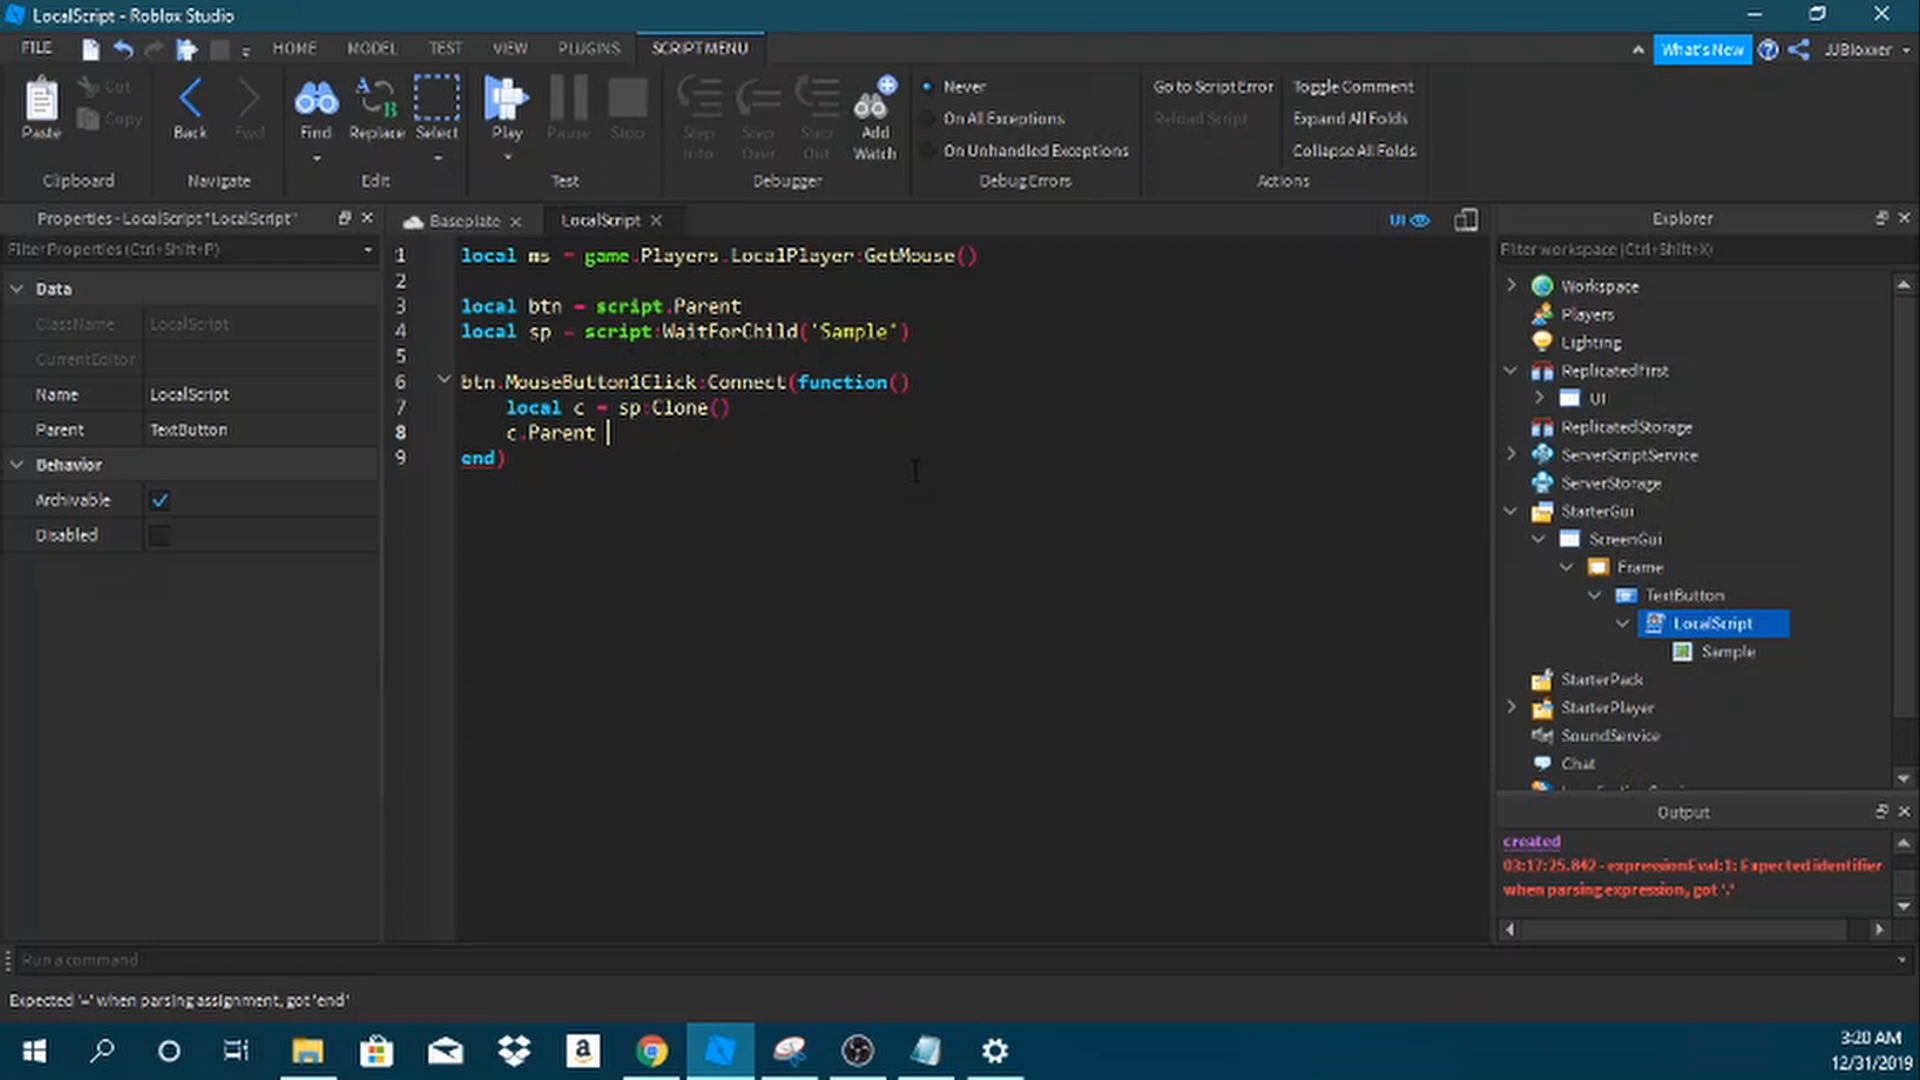 LocalScript - Roblox Studio
FILE HOME MODEL TEST VIEW PLUGINS SCRIPT MENU What's New JJBloxxer
Paste Cut Copy Back Fwd Find Replace Select Play Pause Stop Step Into Step Over Step Out Add Watch
Never
On All Exceptions
On Unhandled Exceptions
Go to Script Error
Reload Script
Toggle Comment
Expand All Folds
Collapse All Folds
Clipboard Navigate Edit Test Debugger Debug Errors Actions
Properties - LocalScript "LocalScript"
Filter Properties (Ctrl+Shift+P)
Data
ClassName LocalScript
CurrentEditor
Name LocalScript
Parent TextButton
Behavior
Archivable
Disabled
Baseplate LocalScript UI
1 local ms = game.Players.LocalPlayer:GetMouse()
2
3 local btn = script.Parent
4 local sp = script:WaitForChild('Sample')
5
6 btn.MouseButton1Click:Connect(function()
7 local c = sp:Clone()
8 c.Parent
9 end)
Explorer
Filter workspace (Ctrl+Shift+X)
Workspace
Players
Lighting
ReplicatedFirst
UI
ReplicatedStorage
ServerScriptService
ServerStorage
StarterGui
ScreenGui
Frame
TextButton
LocalScript
Sample
StarterPack
StarterPlayer
SoundService
Chat
Output
created
03:17:25.842 - expressionEval:1: Expected identifier
when parsing expression, got '.'
Run a command
Expected '=' when parsing assignment, got 'end'
3:20 AM
12/31/2019